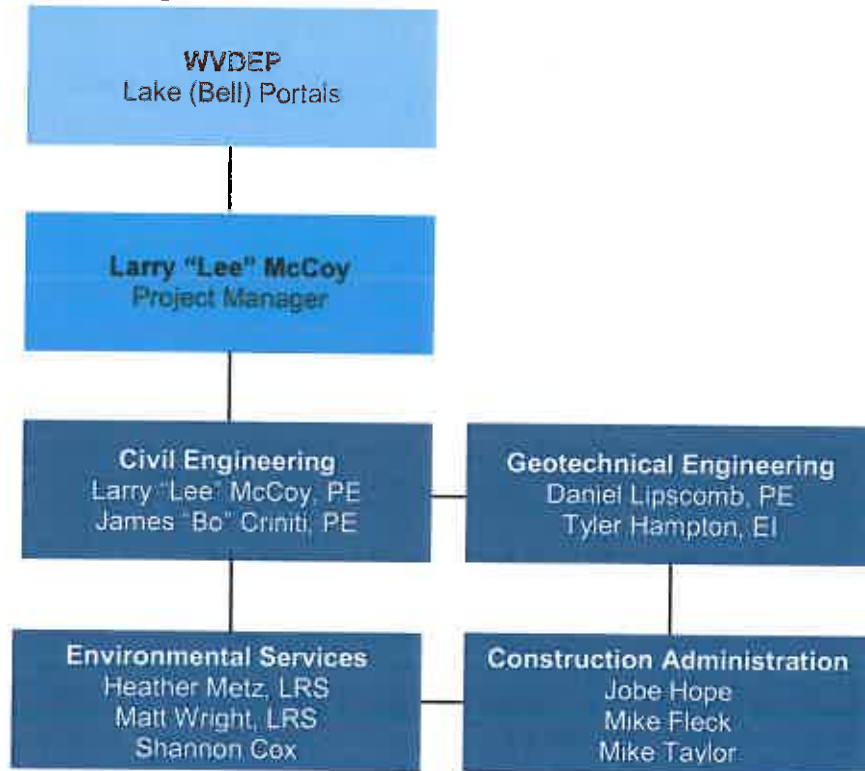 WVDEP
Lake (Bell) Portals
Larry "Lee" McCoy
Project Manager
Civil Engineering
Larry "Lee" McCoy, PE
James "Bo" Criniti, PE
Geotechnical Engineering
Daniel Lipscomb, PE
Tyler Hampton, EI
Environmental Services
Heather Metz, LRS
Matt Wright, LRS
Shannon Cox
Construction Administration
Jobe Hope
Mike Fleck
Mike Taylor